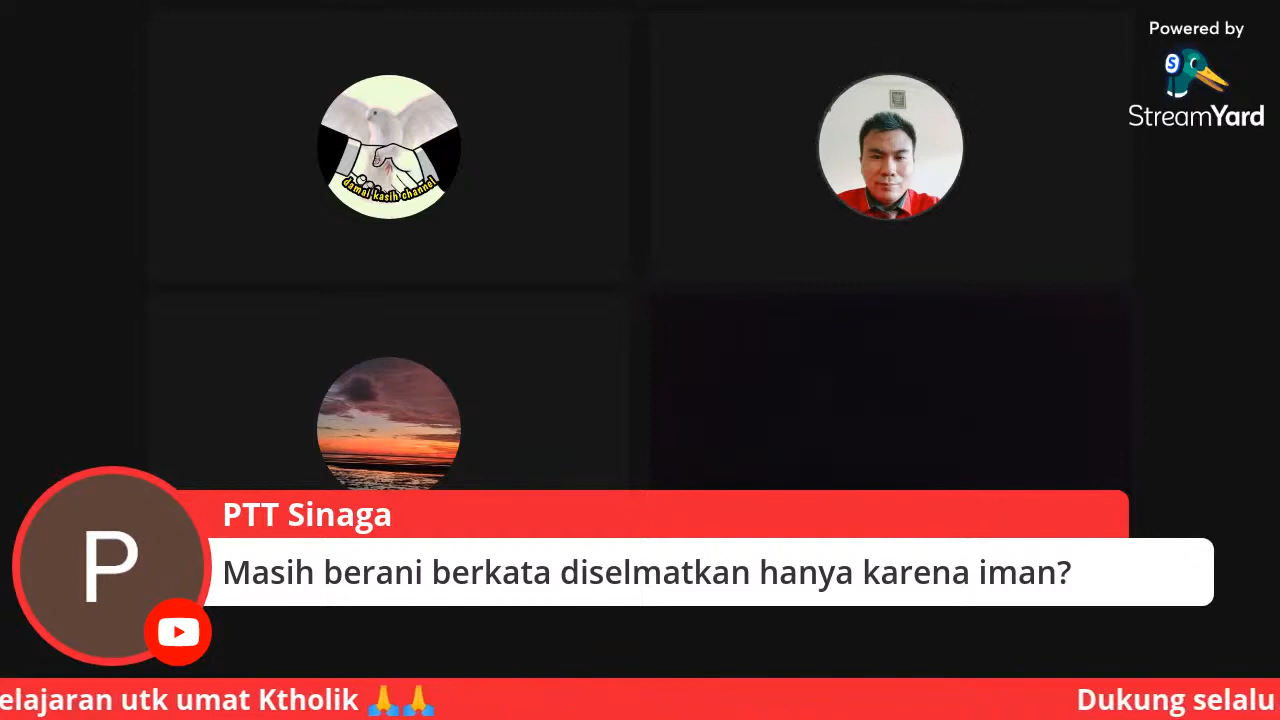 Powered by
StreamYard
damai kasih channel
PTT Sinaga
P
Masih berani berkata diselmatkan hanya karena iman?
elajaran utk umat Ktholik 🙏🙏
Dukung selalu